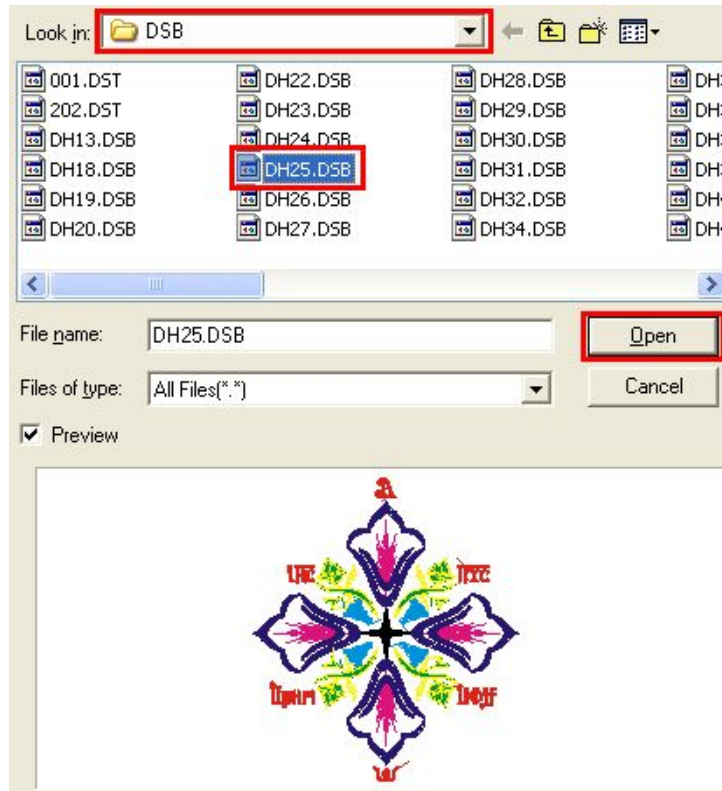 Look in: DSB
001.DST DH22.DSB DH28.DSB
202.DST DH23.DSB DH29.DSB
DH13.DSB DH24.DSB DH30.DSB
DH18.DSB DH25.DSB DH31.DSB
DH19.DSB DH26.DSB DH32.DSB
DH20.DSB DH27.DSB DH34.DSB
File name: DH25.DSB Open
Files of type: All Files(*.*) Cancel
Preview